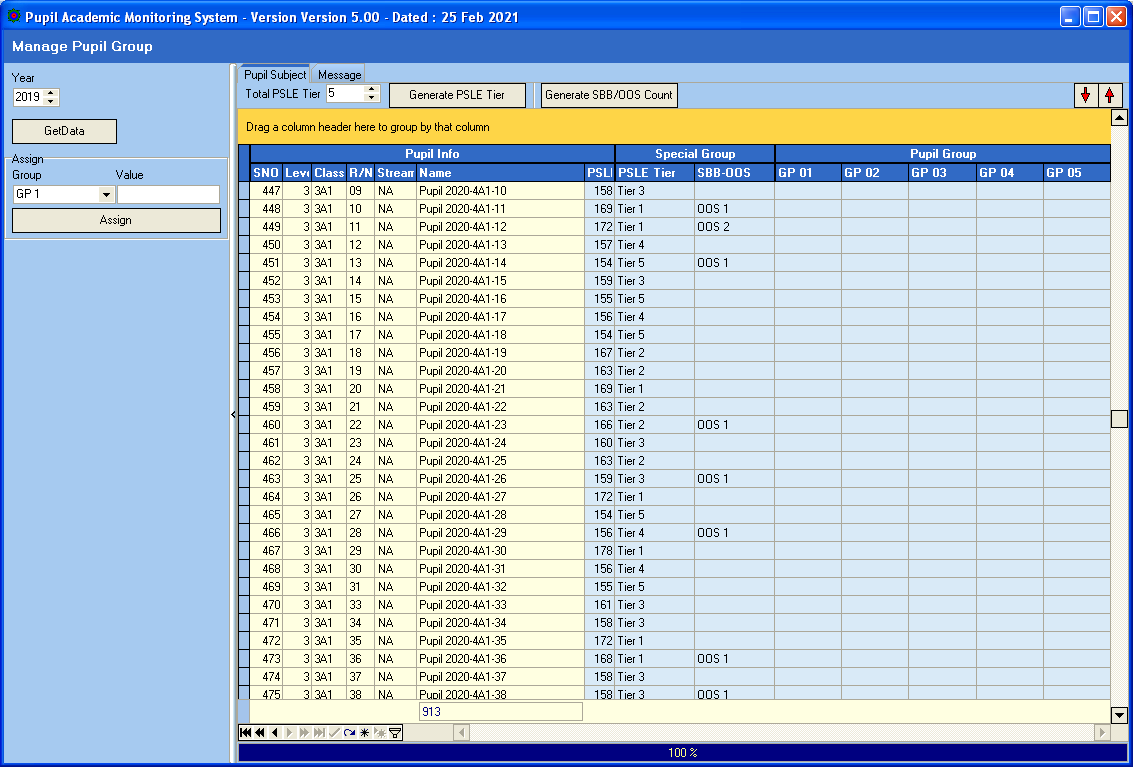 Pupil Academic Monitoring System - Version Version 5.00 - Dated : 25 Feb 2021
Manage Pupil Group
Year
2019
GetData
Assign
Group Value
GP 1
Assign
Pupil Subject Message
Total PSLE Tier 5 Generate PSLE Tier Generate SBB/OOS Count
Drag a column header here to group by that column
Pupil Info Special Group Pupil Group
SNO Leve Class R/N Stream Name PSLI PSLE Tier SBB-OOS GP 01 GP 02 GP 03 GP 04 GP 05
447 3 3A1 09 NA Pupil 2020-4A1-10 158 Tier 3
448 3 3A1 10 NA Pupil 2020-4A1-11 169 Tier 1 OOS 1
449 3 3A1 11 NA Pupil 2020-4A1-12 172 Tier 1 OOS 2
450 3 3A1 12 NA Pupil 2020-4A1-13 157 Tier 4
451 3 3A1 13 NA Pupil 2020-4A1-14 154 Tier 5 OOS 1
452 3 3A1 14 NA Pupil 2020-4A1-15 159 Tier 3
453 3 3A1 15 NA Pupil 2020-4A1-16 155 Tier 5
454 3 3A1 16 NA Pupil 2020-4A1-17 156 Tier 4
455 3 3A1 17 NA Pupil 2020-4A1-18 154 Tier 5
456 3 3A1 18 NA Pupil 2020-4A1-19 167 Tier 2
457 3 3A1 19 NA Pupil 2020-4A1-20 163 Tier 2
458 3 3A1 20 NA Pupil 2020-4A1-21 169 Tier 1
459 3 3A1 21 NA Pupil 2020-4A1-22 163 Tier 2
460 3 3A1 22 NA Pupil 2020-4A1-23 166 Tier 2 OOS 1
461 3 3A1 23 NA Pupil 2020-4A1-24 160 Tier 3
462 3 3A1 24 NA Pupil 2020-4A1-25 163 Tier 2
463 3 3A1 25 NA Pupil 2020-4A1-26 159 Tier 3 OOS 1
464 3 3A1 26 NA Pupil 2020-4A1-27 172 Tier 1
465 3 3A1 27 NA Pupil 2020-4A1-28 154 Tier 5
466 3 3A1 28 NA Pupil 2020-4A1-29 156 Tier 4 OOS 1
467 3 3A1 29 NA Pupil 2020-4A1-30 178 Tier 1
468 3 3A1 30 NA Pupil 2020-4A1-31 156 Tier 4
469 3 3A1 31 NA Pupil 2020-4A1-32 155 Tier 5
470 3 3A1 33 NA Pupil 2020-4A1-33 161 Tier 3
471 3 3A1 34 NA Pupil 2020-4A1-34 158 Tier 3
472 3 3A1 35 NA Pupil 2020-4A1-35 172 Tier 1
473 3 3A1 36 NA Pupil 2020-4A1-36 168 Tier 1 OOS 1
474 3 3A1 37 NA Pupil 2020-4A1-37 158 Tier 3
475 3 3A1 38 NA Pupil 2020-4A1-38 158 Tier 3 OOS 1
913
100 %